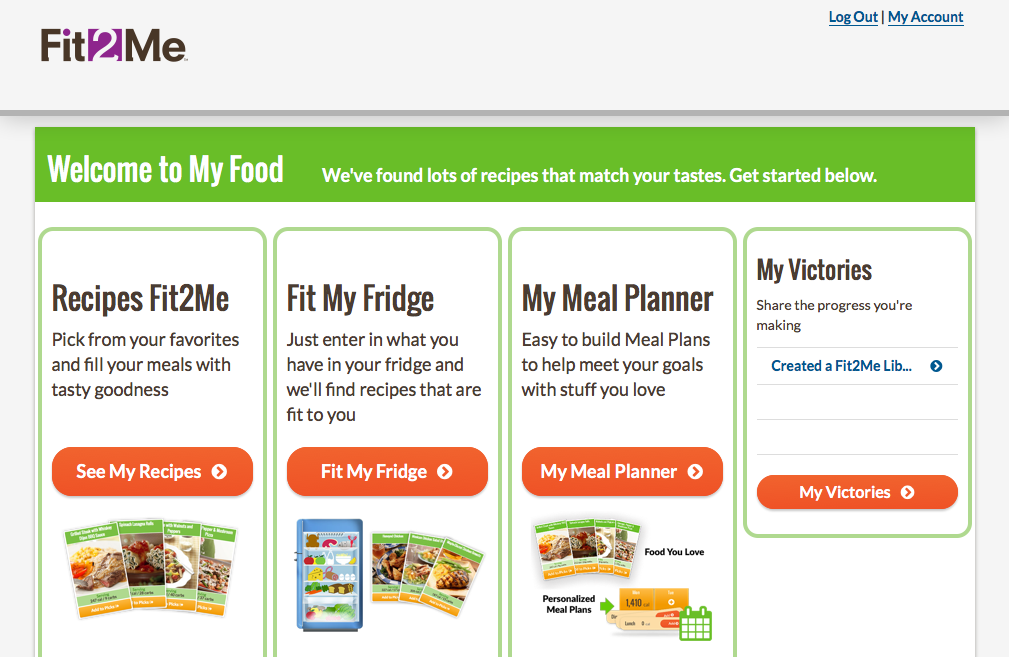 Log Out | My Account
Fit2Me
Welcome to My Food
We've found lots of recipes that match your tastes. Get started below.
Recipes Fit2Me
Pick from your favorites
and fill your meals with
tasty goodness
See My Recipes
Fit My Fridge
Just enter in what you
have in your fridge and
we'll find recipes that are
fit to you
Fit My Fridge
My Meal Planner
Easy to build Meal Plans
to help meet your goals
with stuff you love
My Meal Planner
Food You Love
Personalized
Meal Plans
1,410
Lunch
My Victories
Share the progress you're
making
Created a Fit2Me Lib...
My Victories